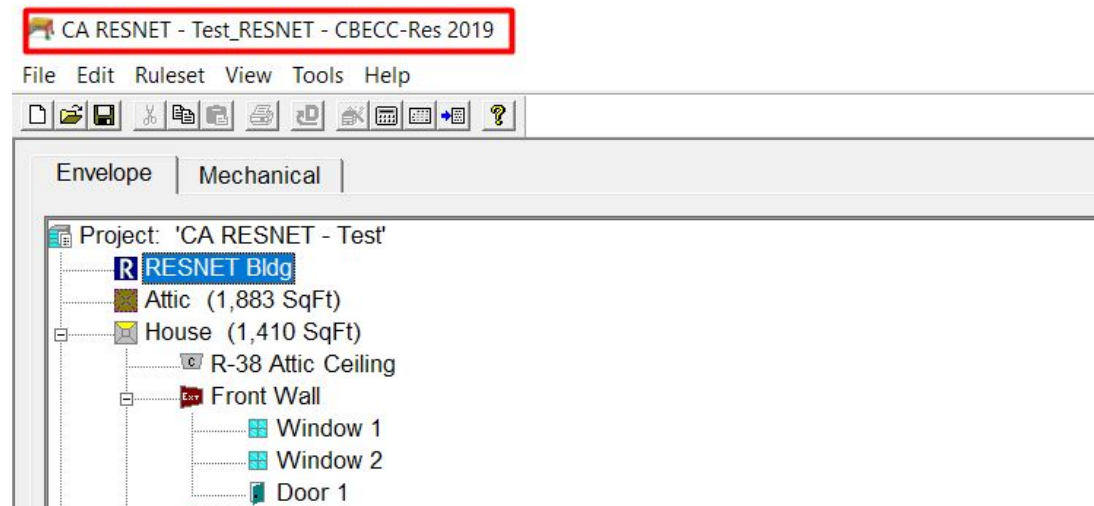 CA RESNET - Test_RESNET - CBECC-Res 2019
File Edit Ruleset View Tools Help
Envelope Mechanical
Project: 'CA RESNET - Test'
R RESNET Bldg
Attic (1,883 SqFt)
House (1,410 SqFt)
C R-38 Attic Ceiling
Ext Front Wall
Window 1
Window 2
Door 1